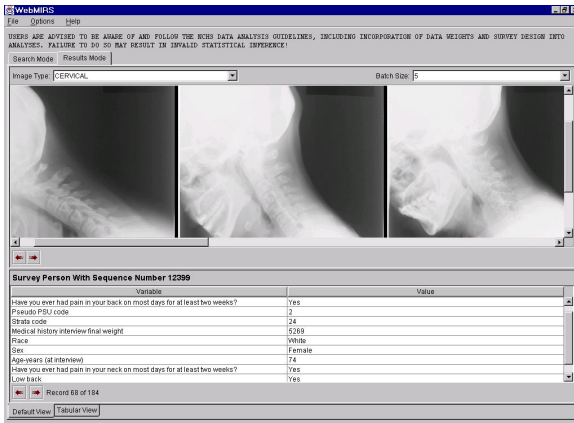 WebMIRS
File Options Help
USERS ARE ADVISED TO BE AWARE OF AND FOLLOW THE NCHS DATA ANALYSIS GUIDELINES, INCLUDING INCORPORATION OF DATA WEIGHTS AND SURVEY DESIGN INTO
ANALYSES. FAILURE TO DO SO MAY RESULT IN INVALID STATISTICAL INFERENCE!
Search Mode Results Mode
Image Type: CERVICAL Batch Size: 5
Survey Person With Sequence Number 12399
Variable Value
Have you ever had pain in your back on most days for at least two weeks? Yes
Pseudo PSU code 2
Strata code 24
Medical history interview final weight 5269
Race White
Sex Female
Age-years (at interview) 74
Have you ever had pain in your neck on most days for at least two weeks? Yes
Low back Yes
Record 68 of 184
Default View Tabular View